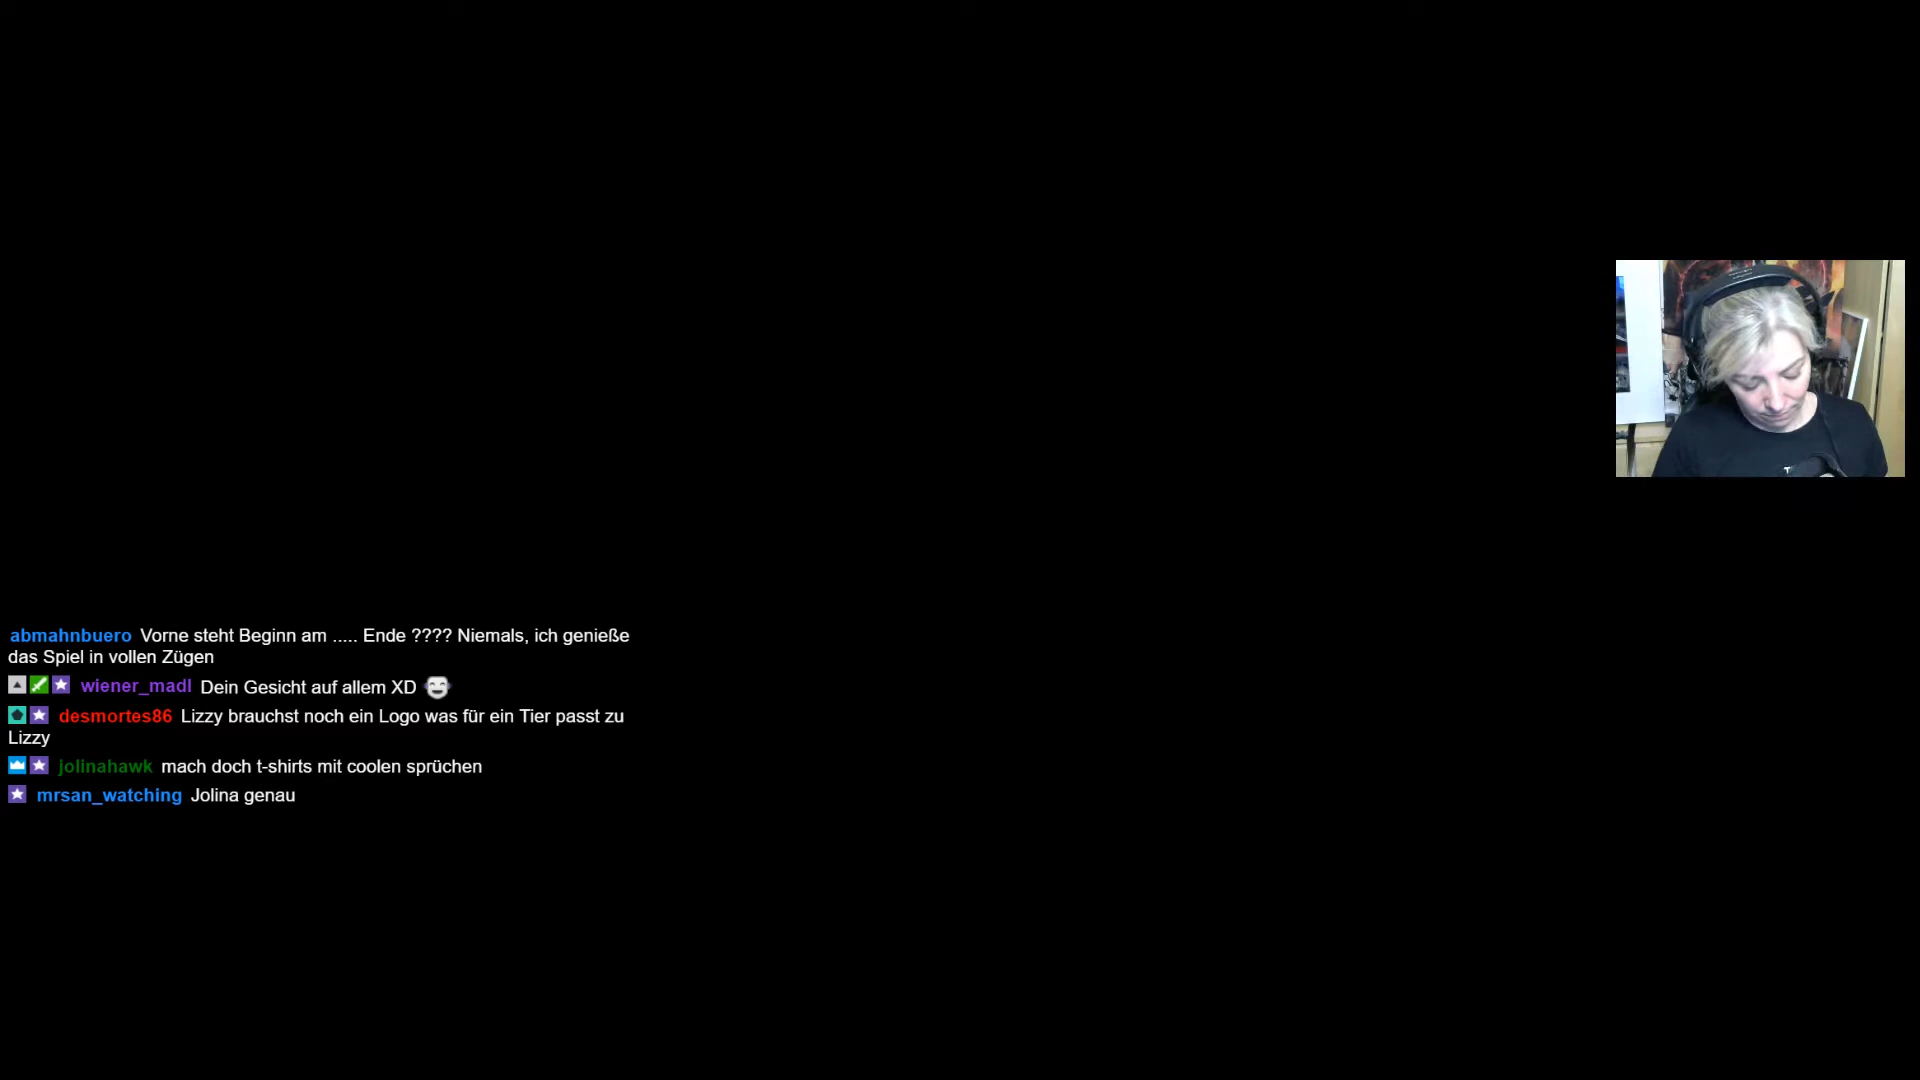 abmahnbuero Vorne steht Beginn am ..... Ende ???? Niemals, ich genieße
das Spiel in vollen Zügen
wiener_madl Dein Gesicht auf allem XD
desmortes86 Lizzy brauchst noch ein Logo was für ein Tier passt zu
Lizzy
jolinahawk mach doch t-shirts mit coolen sprüchen
mrsan_watching Jolina genau